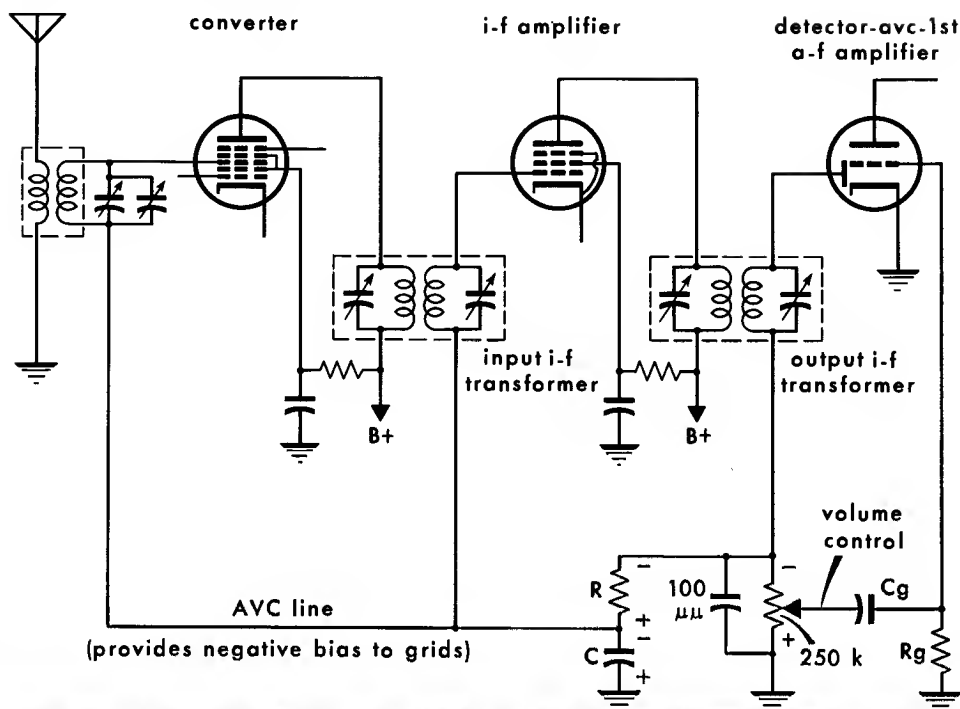 converter
i-f amplifier
detector-avc-1st
a-f amplifier
input i-f
transformer
output i-f
transformer
B+
B+
volume
control
AVC line
(provides negative bias to grids)
R
−
+
−
+
C
100
μμ
−
+
250 k
Cg
Rg